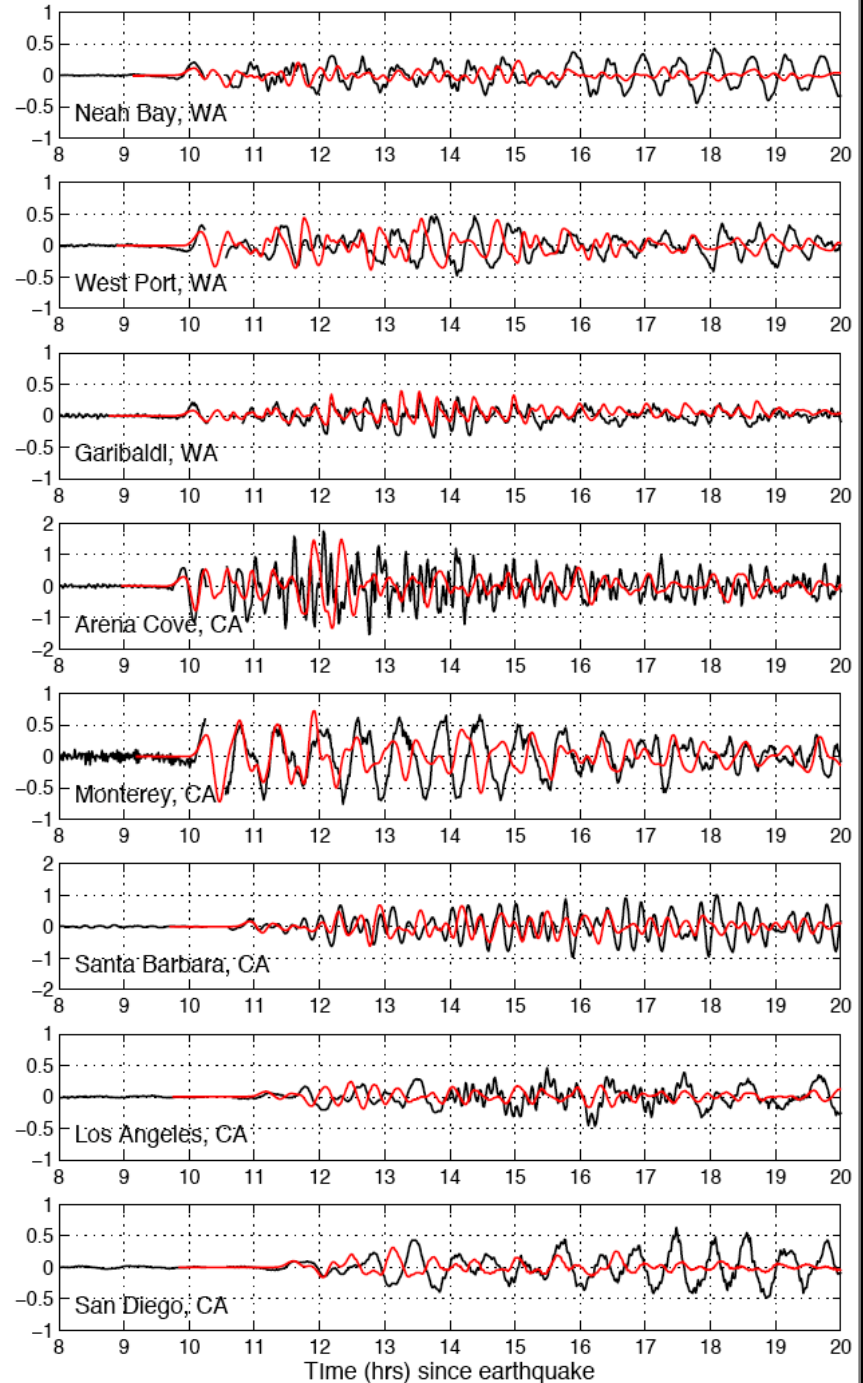 1
0.5
0
−0.5
−1
Neah Bay, WA
8 9 10 11 12 13 14 15 16 17 18 19 20
1
0.5
0
−0.5
−1
West Port, WA
8 9 10 11 12 13 14 15 16 17 18 19 20
1
0.5
0
−0.5
−1
Garibaldi, WA
8 9 10 11 12 13 14 15 16 17 18 19 20
2
1
0
−1
−2
Arena Cove, CA
8 9 10 11 12 13 14 15 16 17 18 19 20
1
0.5
0
−0.5
−1
Monterey, CA
8 9 10 11 12 13 14 15 16 17 18 19 20
2
1
0
−1
−2
Santa Barbara, CA
8 9 10 11 12 13 14 15 16 17 18 19 20
1
0.5
0
−0.5
−1
Los Angeles, CA
8 9 10 11 12 13 14 15 16 17 18 19 20
1
0.5
0
−0.5
−1
San Diego, CA
8 9 10 11 12 13 14 15 16 17 18 19 20
Time (hrs) since earthquake